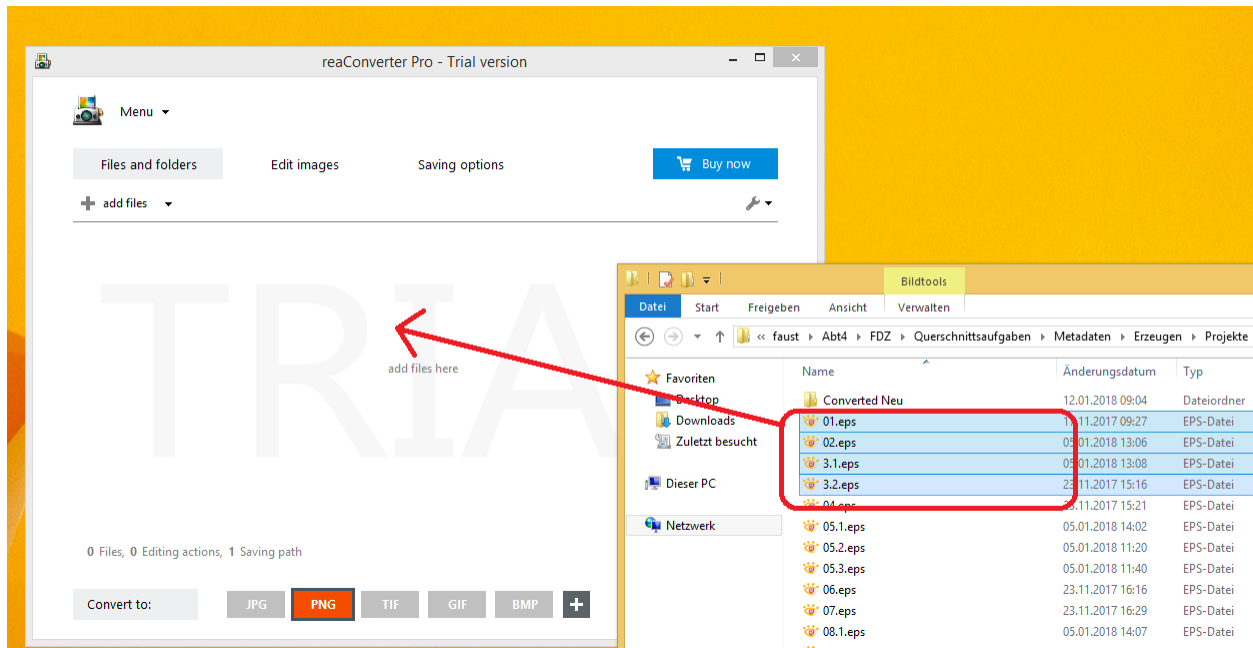 reaConverter Pro - Trial version
Menu
Files and folders Edit images Saving options Buy now
add files
TRIA
add files here
0 Files, 0 Editing actions, 1 Saving path
Convert to: JPG PNG TIF GIF BMP
Bildtools
Datei Start Freigeben Ansicht Verwalten
« faust Abt4 FDZ Querschnittsaufgaben Metadaten Erzeugen Projekte
Favoriten
Desktop
Downloads
Zuletzt besucht
Dieser PC
Netzwerk
Name Änderungsdatum Typ
Converted Neu 12.01.2018 09:04 Dateiordner
01.eps .11.2017 09:27 EPS-Datei
02.eps 05.01.2018 13:06 EPS-Datei
3.1.eps 05.01.2018 13:08 EPS-Datei
3.2.eps 23.11.2017 15:16 EPS-Datei
04.eps 23.11.2017 15:21 EPS-Datei
05.1.eps 05.01.2018 14:02 EPS-Datei
05.2.eps 05.01.2018 11:20 EPS-Datei
05.3.eps 05.01.2018 11:40 EPS-Datei
06.eps 23.11.2017 16:16 EPS-Datei
07.eps 23.11.2017 16:29 EPS-Datei
08.1.eps 05.01.2018 14:07 EPS-Datei